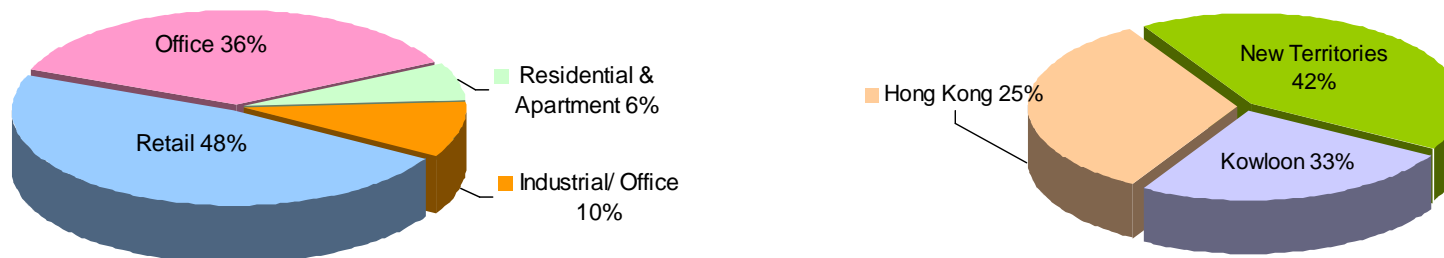 Office 36%
Residential &
Apartment 6%
Retail 48%
Industrial/ Office
10%
New Territories
42%
Hong Kong 25%
Kowloon 33%